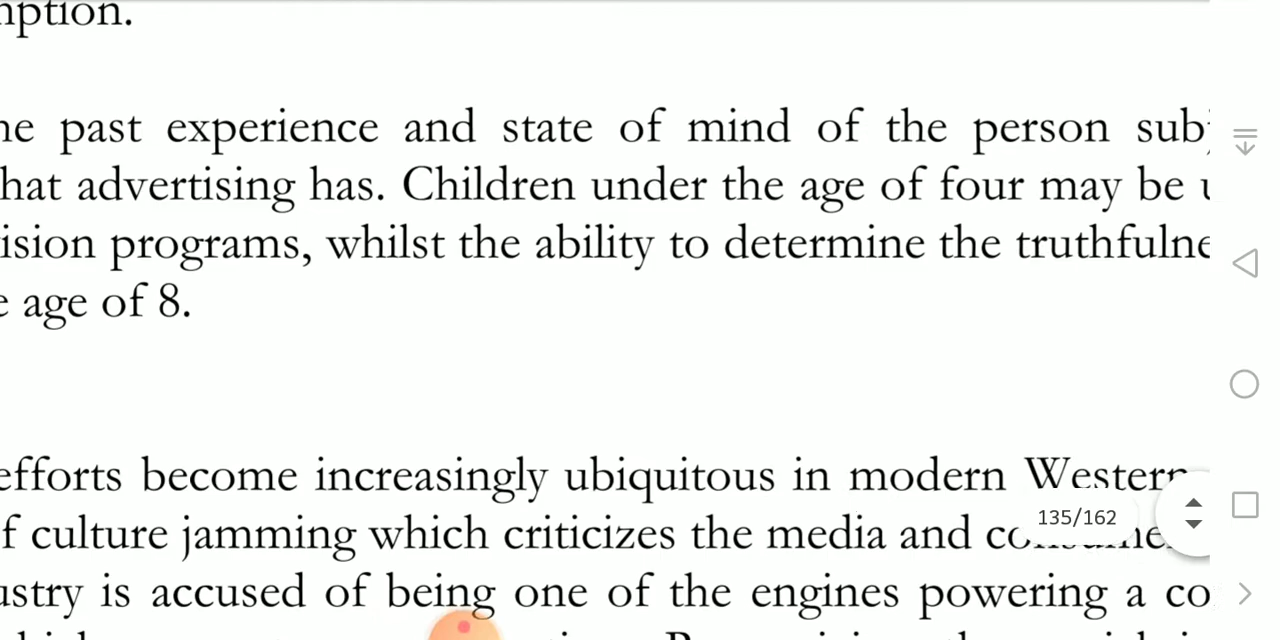 mption.
he past experience and state of mind of the person sub
hat advertising has. Children under the age of four may be
ision programs, whilst the ability to determine the truthfulne
e age of 8.
efforts become increasingly ubiquitous in modern Western
f culture jamming which criticizes the media and
135/162
ustry is accused of being one of the engines powering a co